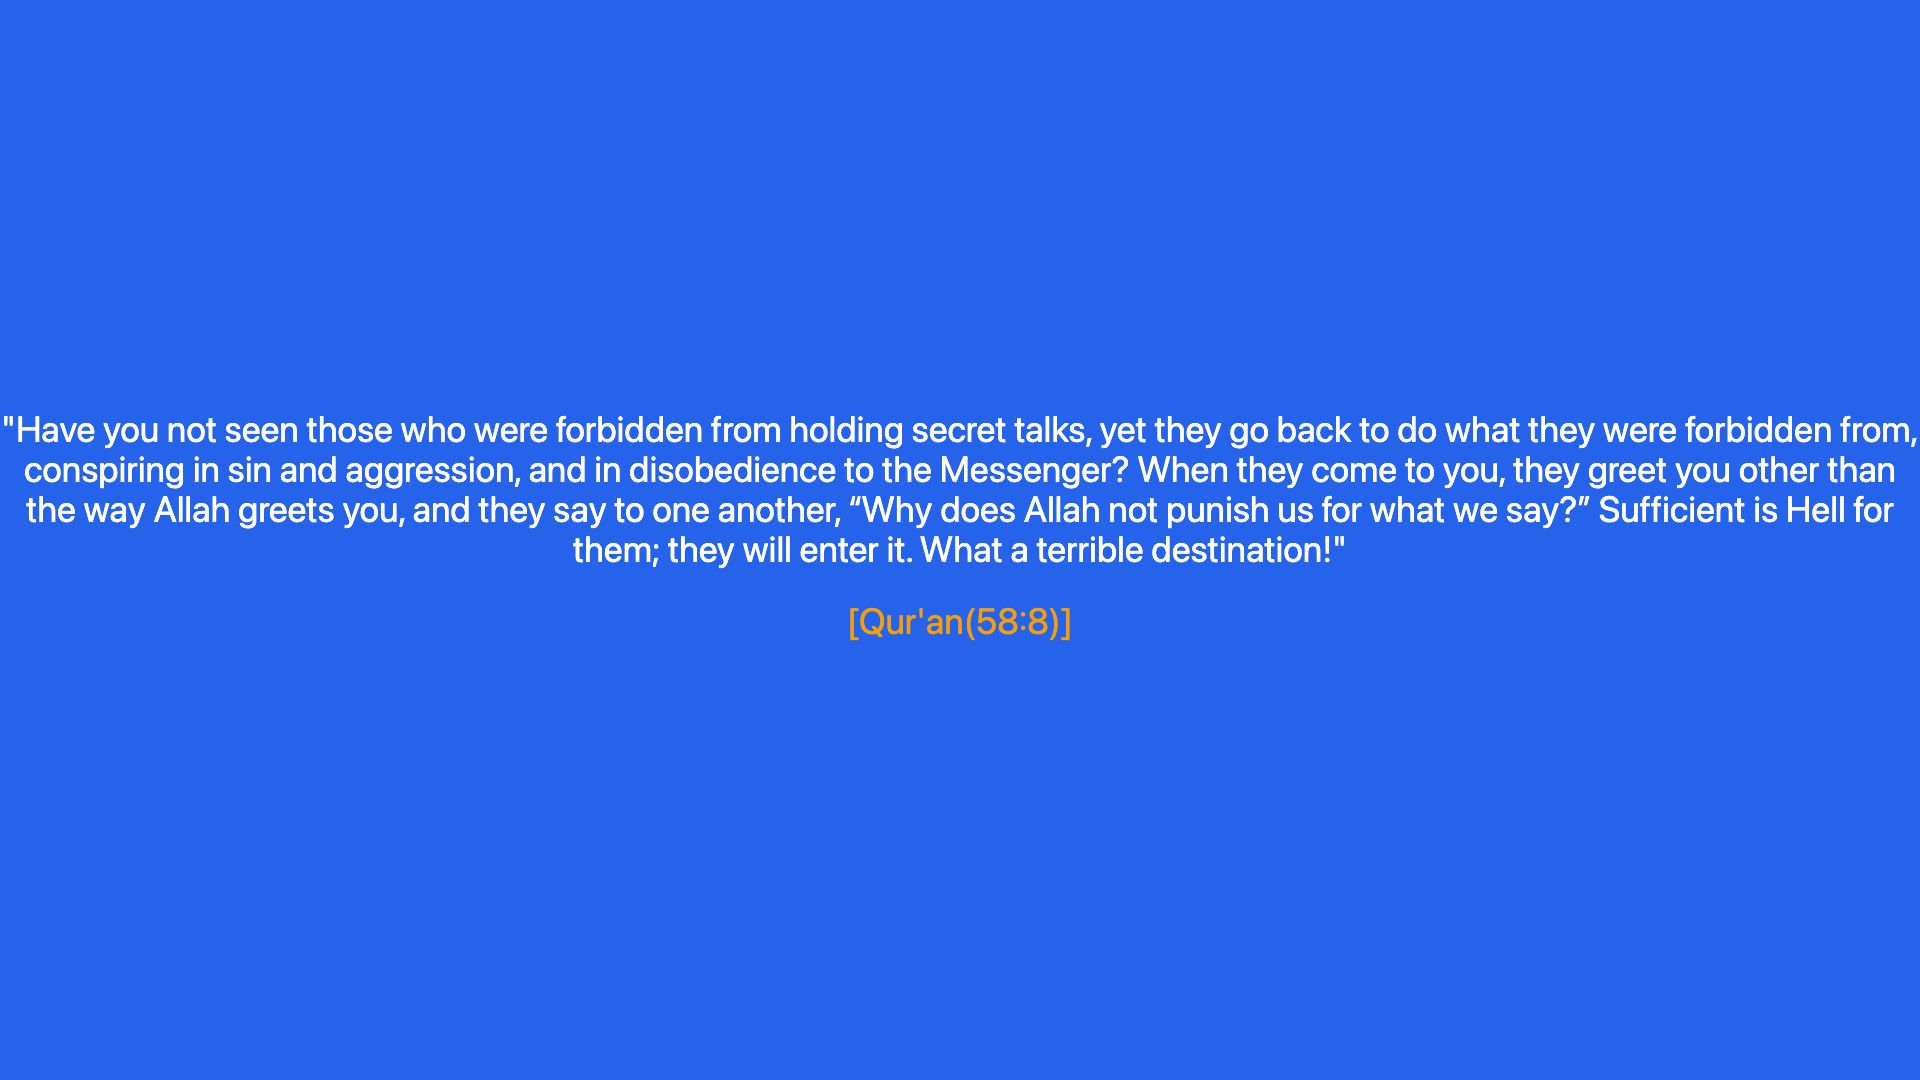 "Have you not seen those who were forbidden from holding secret talks, yet they go back to do what they were forbidden from,
conspiring in sin and aggression, and in disobedience to the Messenger? When they come to you, they greet you other than
the way Allah greets you, and they say to one another, “Why does Allah not punish us for what we say?” Sufficient is Hell for
them; they will enter it. What a terrible destination!"
[Qur'an(58:8)]